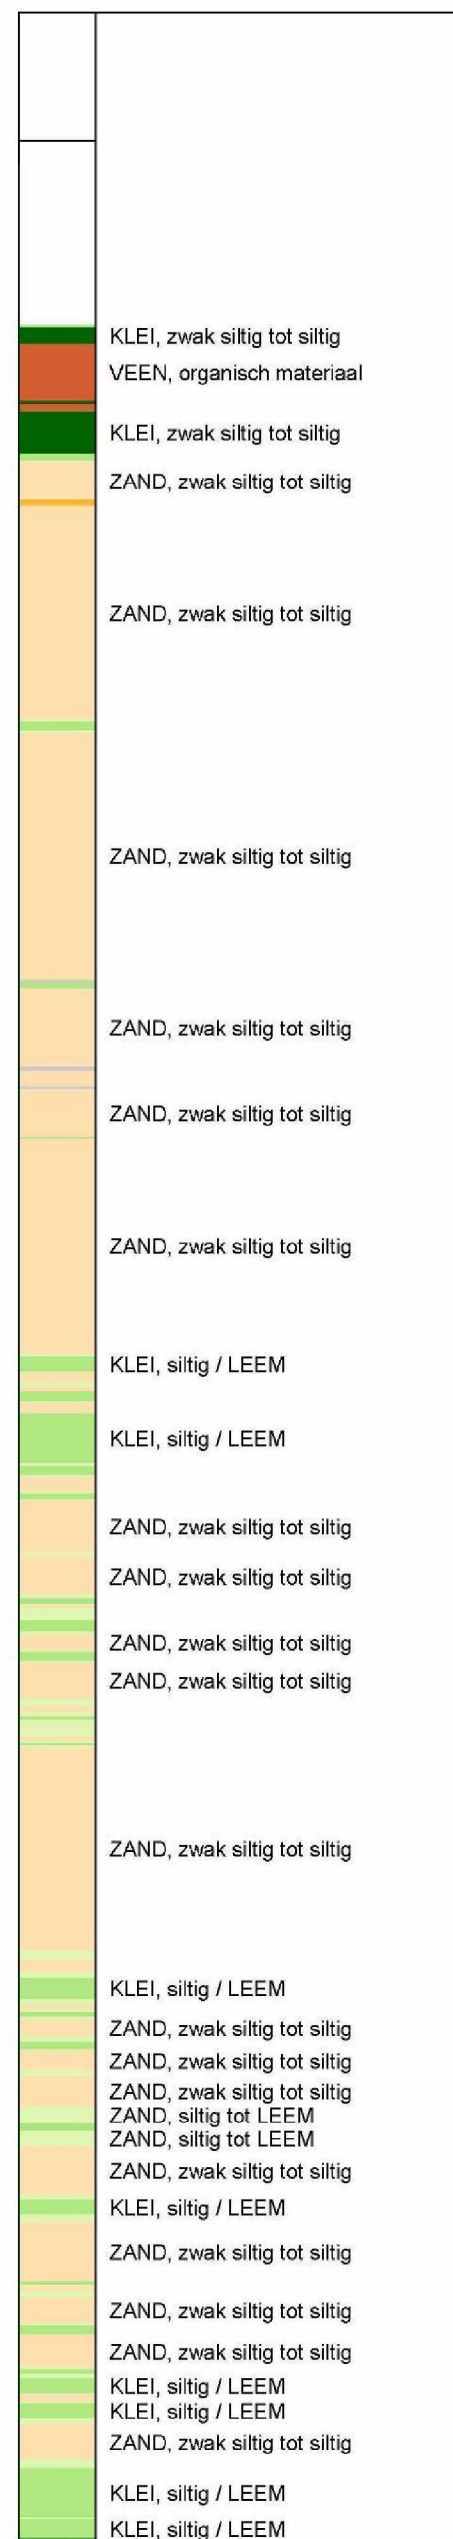 KLEI, zwak siltig tot siltig
VEEN, organisch materiaal
KLEI, zwak siltig tot siltig
ZAND, zwak siltig tot siltig
ZAND, zwak siltig tot siltig
ZAND, zwak siltig tot siltig
ZAND, zwak siltig tot siltig
ZAND, zwak siltig tot siltig
ZAND, zwak siltig tot siltig
KLEI, siltig / LEEM
KLEI, siltig / LEEM
ZAND, zwak siltig tot siltig
ZAND, zwak siltig tot siltig
ZAND, zwak siltig tot siltig
ZAND, zwak siltig tot siltig
ZAND, zwak siltig tot siltig
KLEI, siltig / LEEM
ZAND, zwak siltig tot siltig
ZAND, zwak siltig tot siltig
ZAND, zwak siltig tot siltig
ZAND, siltig tot LEEM
ZAND, siltig tot LEEM
ZAND, zwak siltig tot siltig
KLEI, siltig / LEEM
ZAND, zwak siltig tot siltig
ZAND, zwak siltig tot siltig
ZAND, zwak siltig tot siltig
KLEI, siltig / LEEM
KLEI, siltig / LEEM
ZAND, zwak siltig tot siltig
KLEI, siltig / LEEM
KLEI, siltig / LEEM